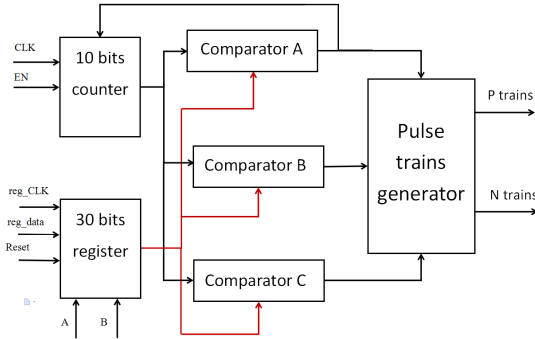 CLK
EN
10 bits
counter
Comparator A
Comparator B
Comparator C
Pulse
trains
generator
P trains
N trains
reg_CLK
reg_data
Reset
30 bits
register
A
B